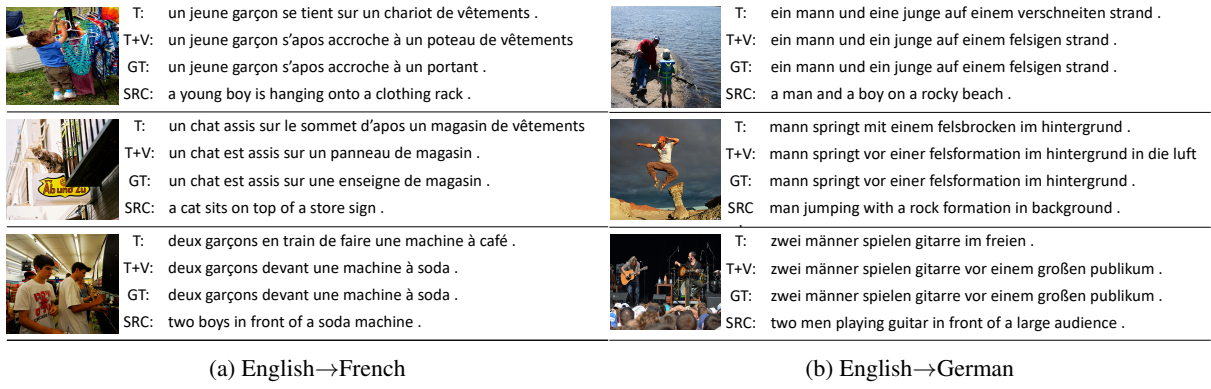 T: un jeune garçon se tient sur un chariot de vêtements .
T+V: un jeune garçon s’apos accroche à un poteau de vêtements
GT: un jeune garçon s’apos accroche à un portant .
SRC: a young boy is hanging onto a clothing rack .
T: un chat assis sur le sommet d’apos un magasin de vêtements
T+V: un chat est assis sur un panneau de magasin .
GT: un chat est assis sur une enseigne de magasin .
SRC: a cat sits on top of a store sign .
Ab und zu
T: deux garçons en train de faire une machine à café .
T+V: deux garçons devant une machine à soda .
GT: deux garçons devant une machine à soda .
SRC: two boys in front of a soda machine .
(a) English→French
T: ein mann und eine junge auf einem verschneiten strand .
T+V: ein mann und ein junge auf einem felsigen strand .
GT: ein mann und ein junge auf einem felsigen strand .
SRC: a man and a boy on a rocky beach .
T: mann springt mit einem felsbrocken im hintergrund .
T+V: mann springt vor einer felsformation im hintergrund in die luft
GT: mann springt vor einer felsformation im hintergrund .
SRC man jumping with a rock formation in background .
T: zwei männer spielen gitarre im freien .
T+V: zwei männer spielen gitarre vor einem großen publikum .
GT: zwei männer spielen gitarre vor einem großen publikum .
SRC: two men playing guitar in front of a large audience .
(b) English→German